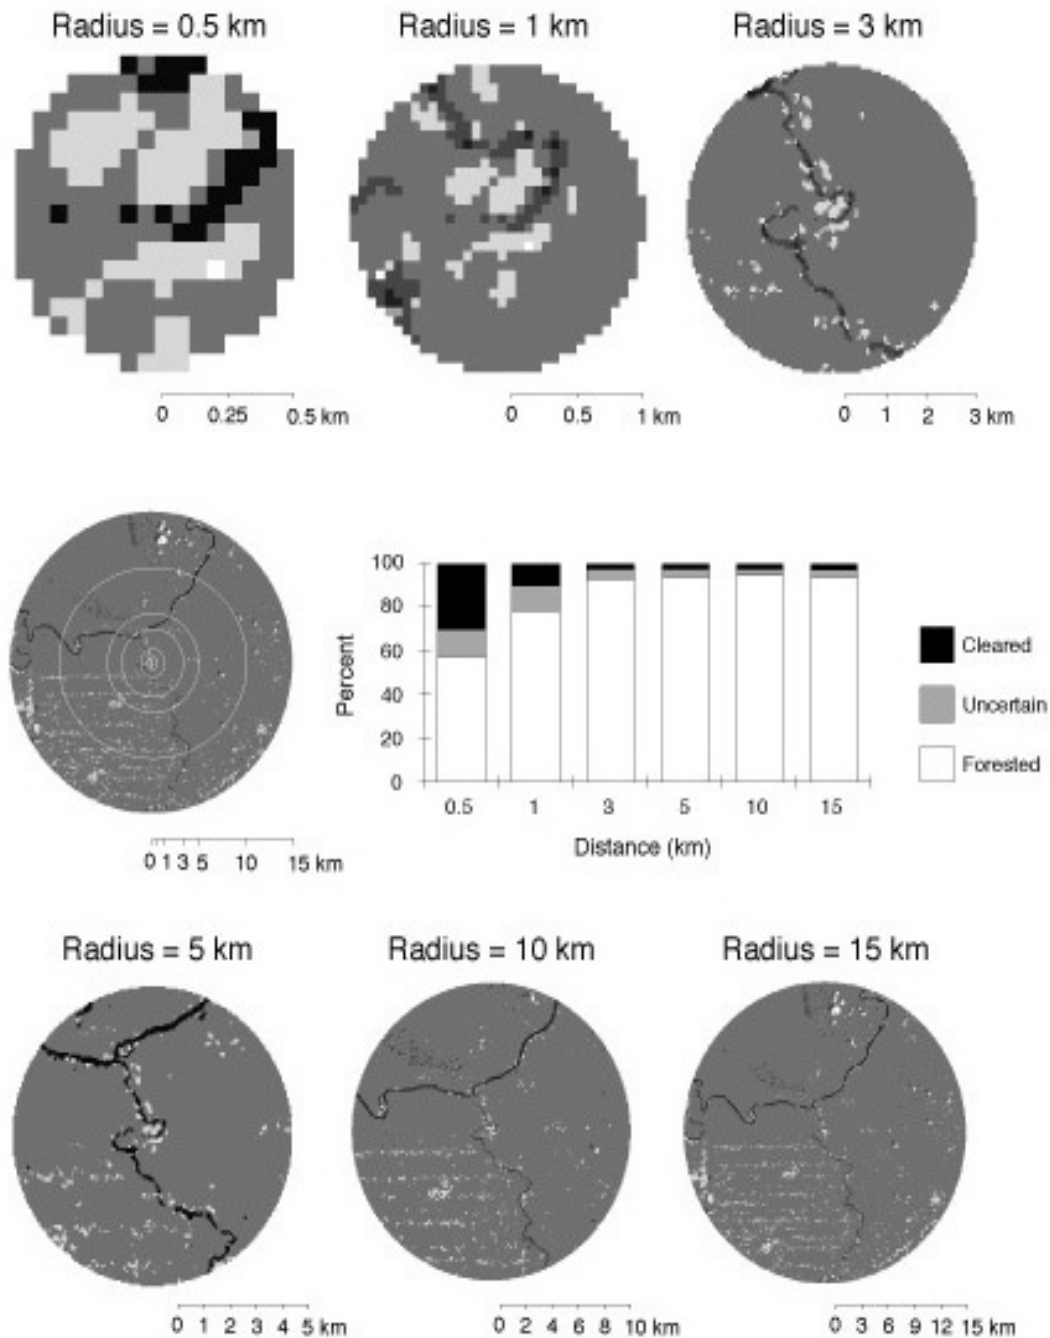 Radius = 0.5 km
Radius = 1 km
Radius = 3 km
0 0.25 0.5 km
0 0.5 1 km
0 1 2 3 km
0 1 3 5 10 15 km
Percent
100
80
60
40
20
0
0.5 1 3 5 10 15
Distance (km)
Cleared
Uncertain
Forested
Radius = 5 km
Radius = 10 km
Radius = 15 km
0 1 2 3 4 5 km
0 2 4 6 8 10 km
0 3 6 9 12 15 km